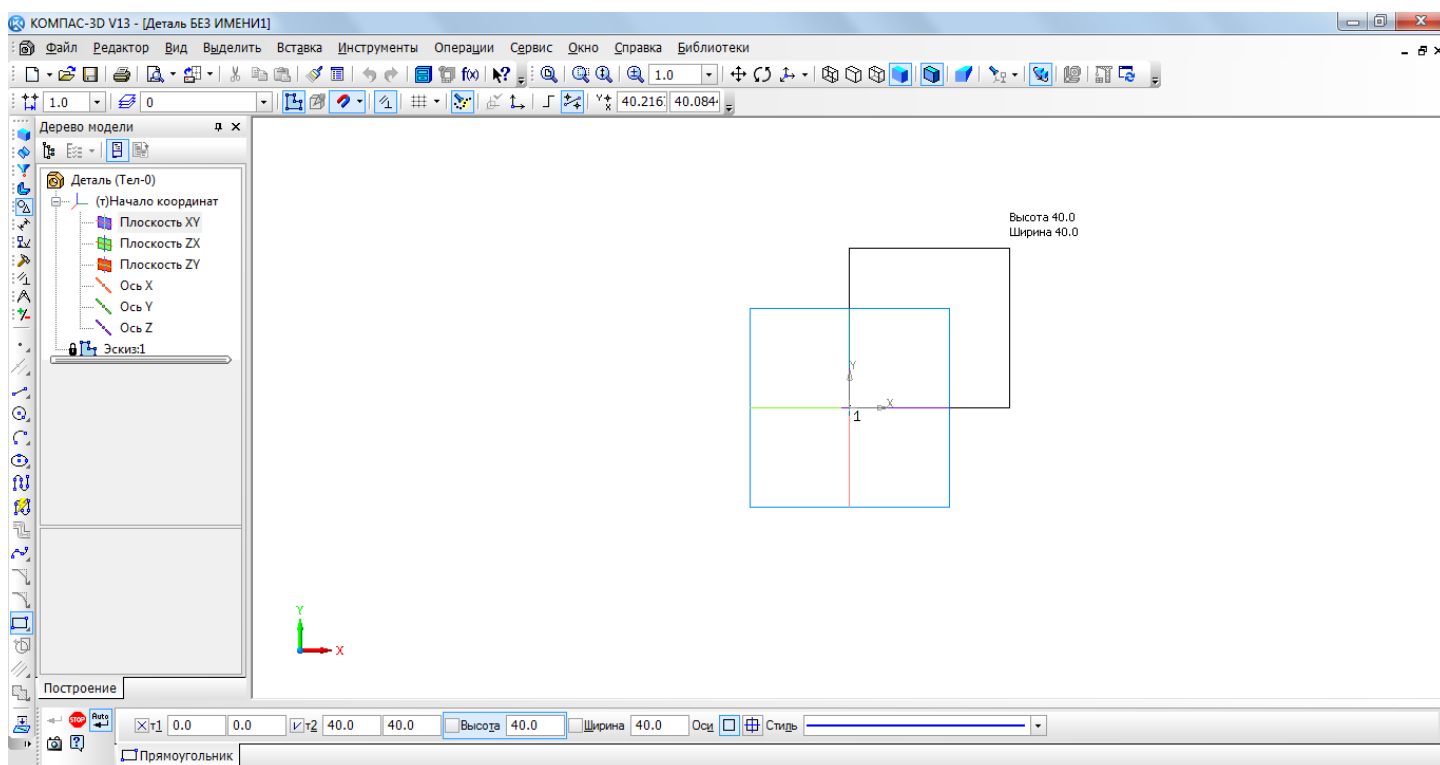 КОМПАС-3D V13 - [Деталь БЕЗ ИМЕНИ1]
Файл Редактор Вид Выделить Вставка Инструменты Операции Сервис Окно Справка Библиотеки
f(x) 1.0
1.0 0 40.216 40.084
Дерево модели
Деталь (Тел-0)
(т)Начало координат
Плоскость XY
Плоскость ZX
Плоскость ZY
Ось X
Ось Y
Ось Z
Эскиз:1
Высота 40.0
Ширина 40.0
Y
X
1
Y
X
Построение
STOP Auto т1 0.0 0.0 т2 40.0 40.0 Высота 40.0 Ширина 40.0 Оси Стиль
Прямоугольник